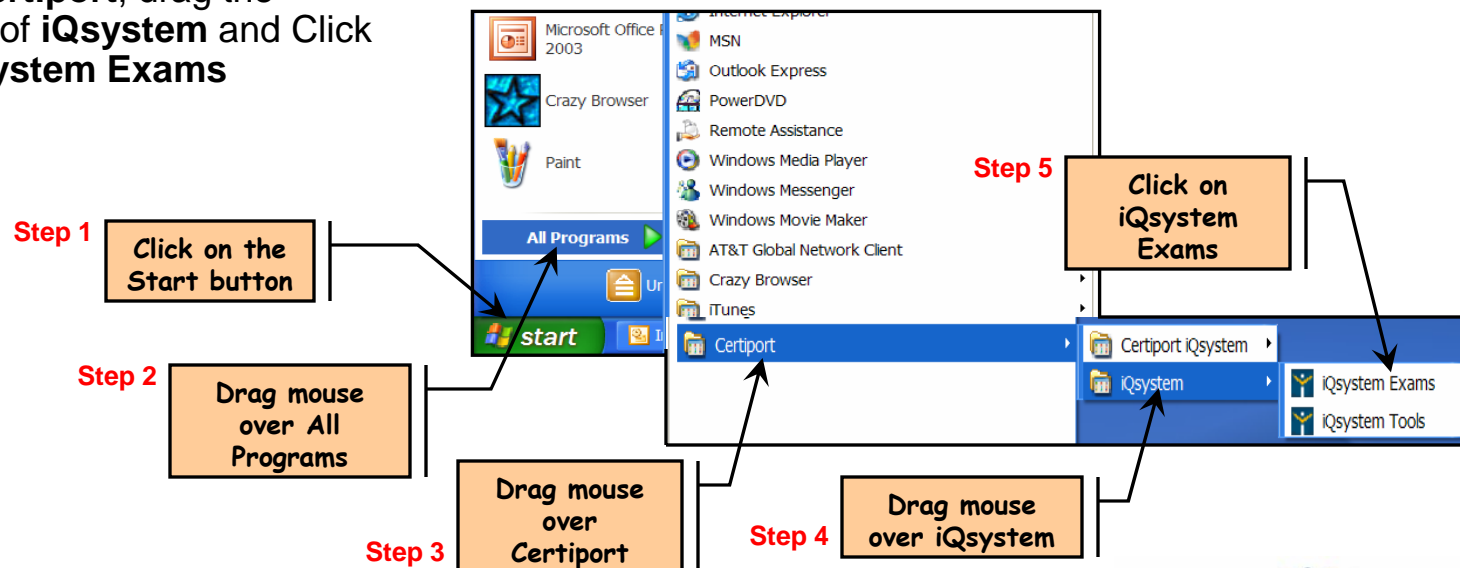 ertiport, drag the
of iQsystem and Click
ystem Exams
Microsoft Office
2003
Crazy Browser
Paint
All Programs
start
Internet Explorer
MSN
Outlook Express
PowerDVD
Remote Assistance
Windows Media Player
Windows Messenger
Windows Movie Maker
AT&T Global Network Client
Crazy Browser
iTunes
Certiport
Certiport iQsystem
iQsystem
iQsystem Exams
iQsystem Tools
Step 1
Click on the
Start button
Step 2
Drag mouse
over All
Programs
Step 3
Drag mouse
over
Certiport
Step 4
Drag mouse
over iQsystem
Step 5
Click on
iQsystem
Exams